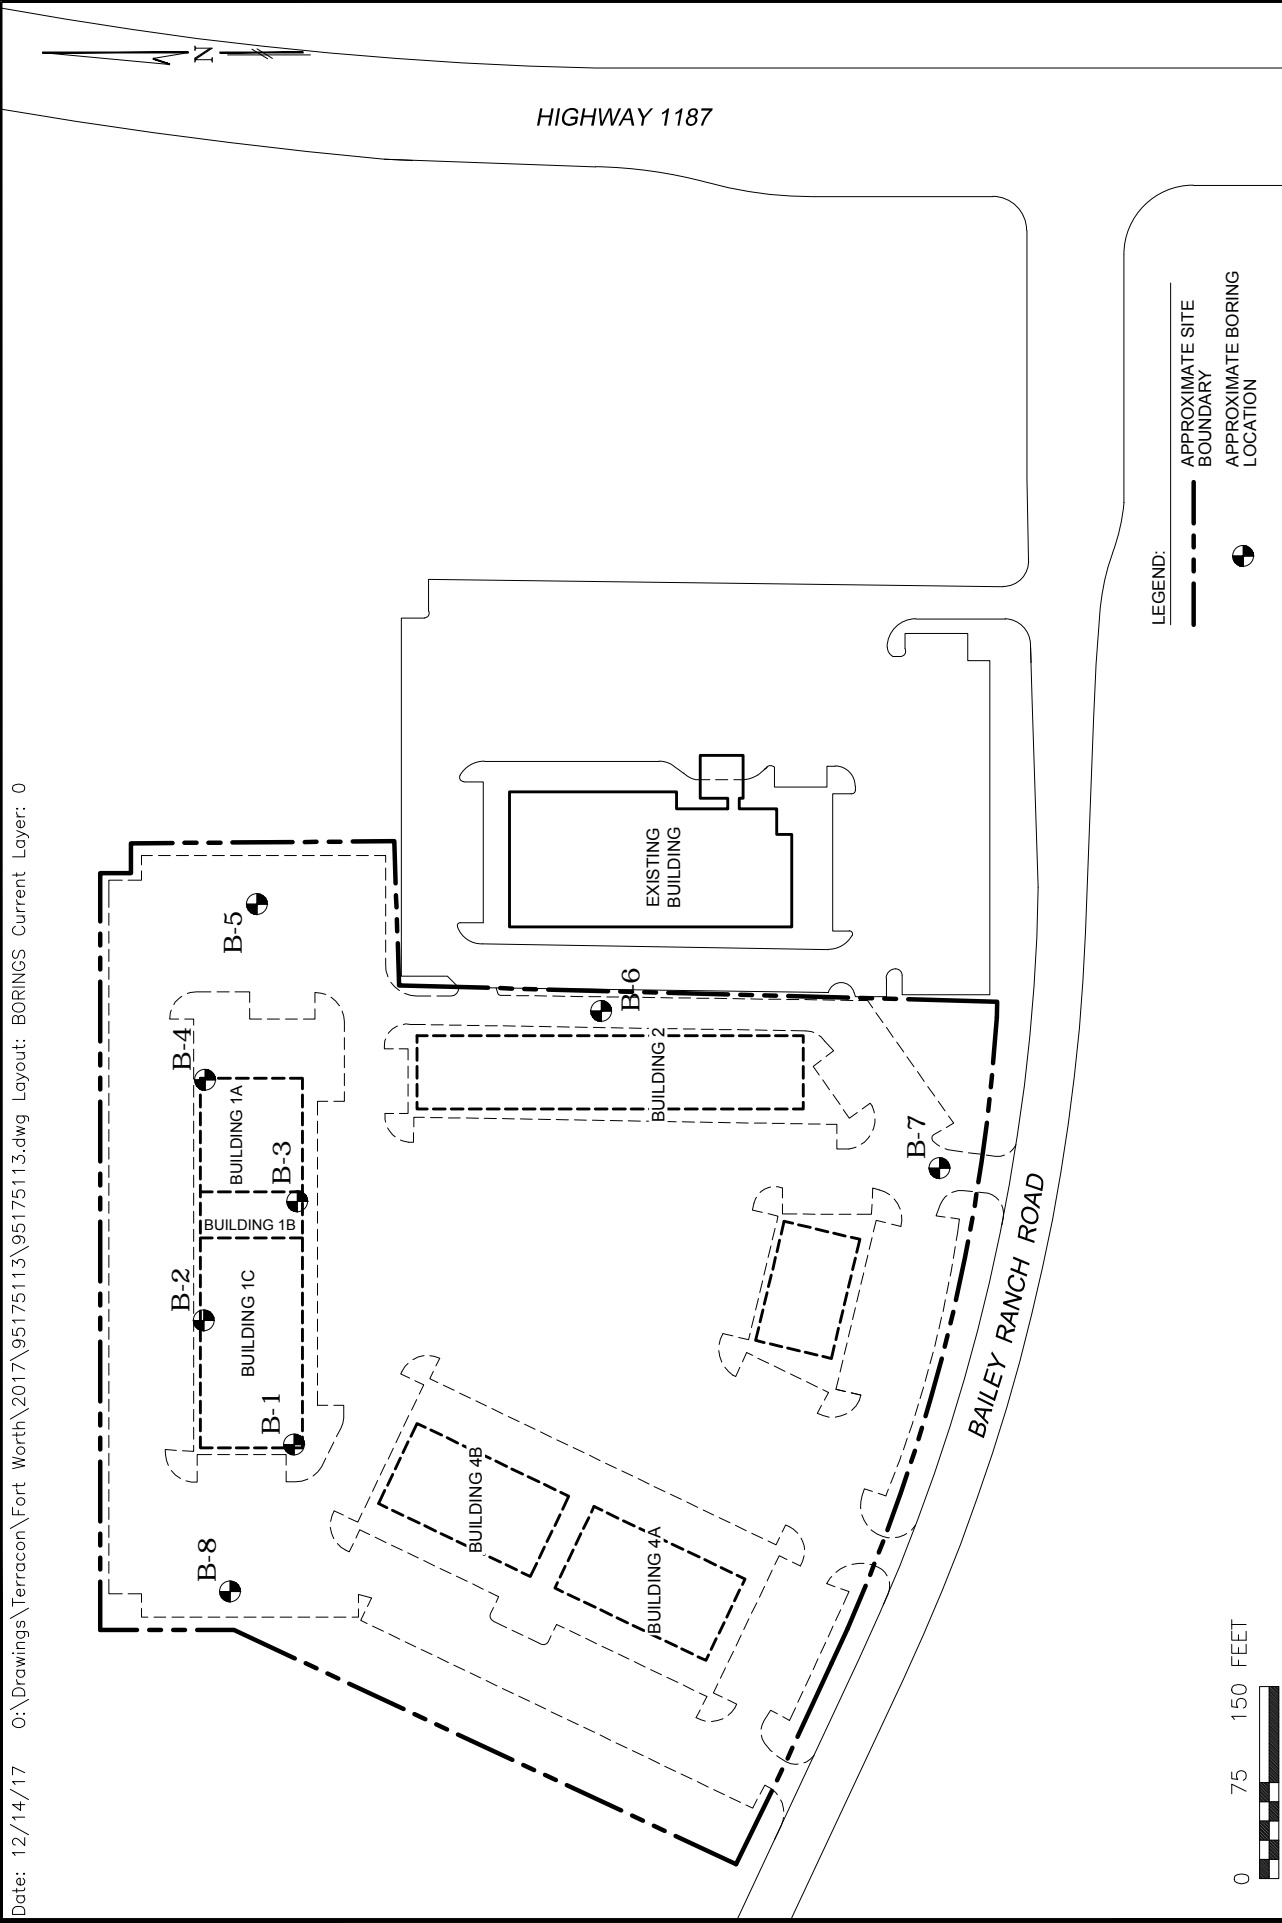 Date: 12/14/17 O:\Drawings\Terracon\Fort Worth\2017\95175113\95175113.dwg Layout: BORINGS Current Layer: 0
N
HIGHWAY 1187
B-8
B-1
B-2
B-3
B-4
B-5
BUILDING 1C
BUILDING 1B
BUILDING 1A
BUILDING 4B
BUILDING 4A
BUILDING 2
B-6
EXISTING
BUILDING
B-7
BAILEY RANCH ROAD
LEGEND:
APPROXIMATE SITE
BOUNDARY
APPROXIMATE BORING
LOCATION
0 75 150 FEET